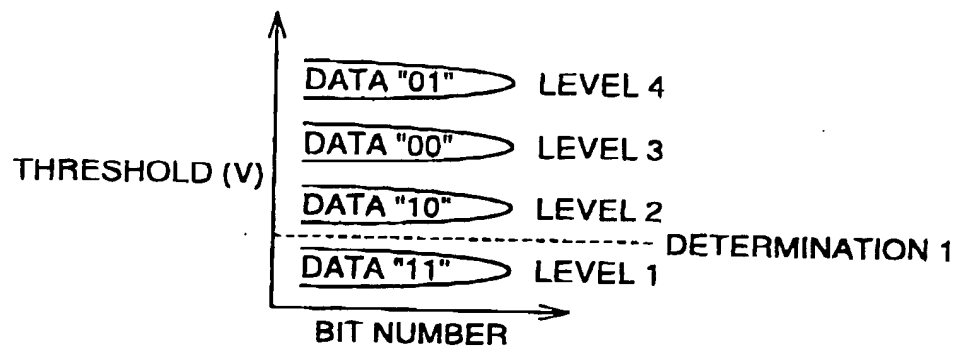 DATA "01" LEVEL 4
DATA "00" LEVEL 3
THRESHOLD (V)
DATA "10" LEVEL 2
DETERMINATION 1
DATA "11" LEVEL 1
BIT NUMBER